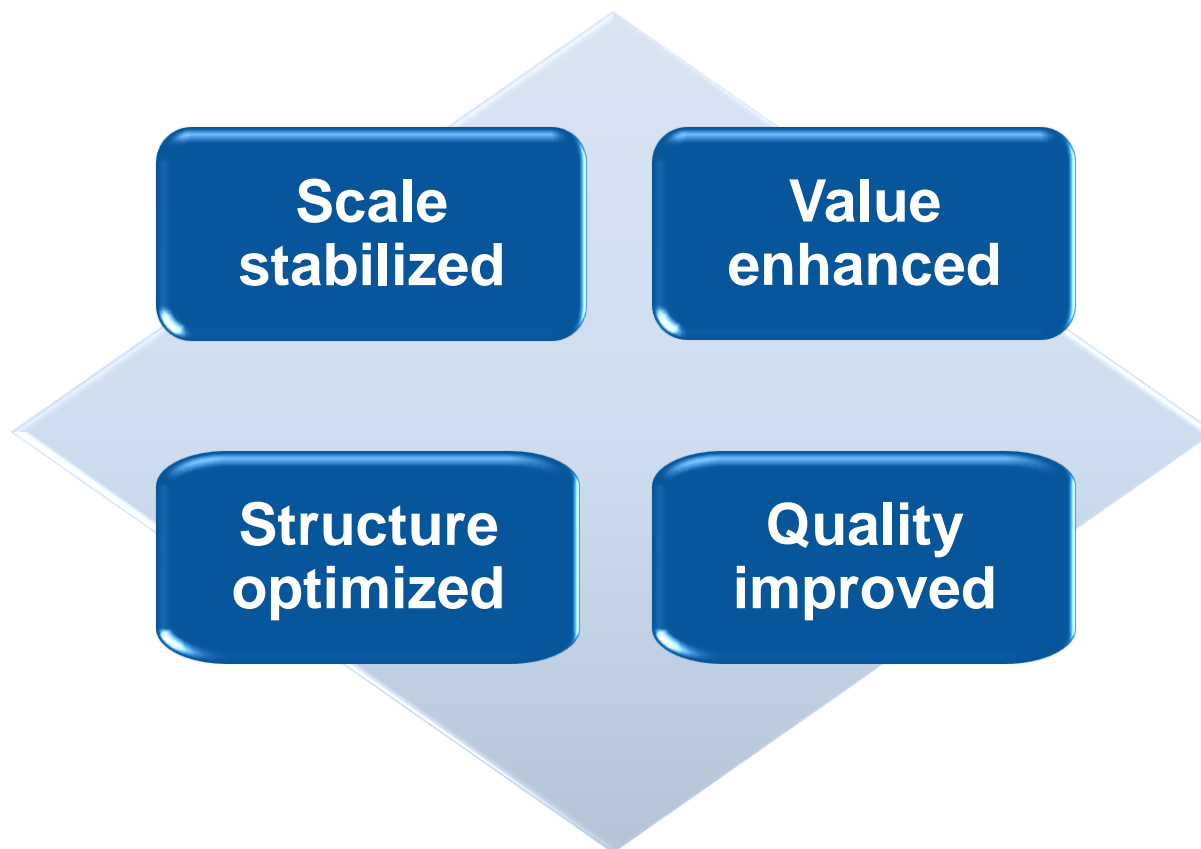 Scale
stabilized
Value
enhanced
Structure
optimized
Quality
improved